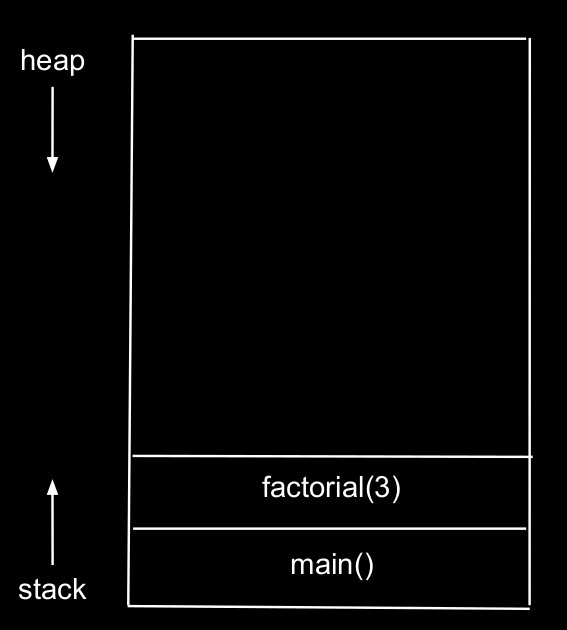 heap
factorial(3)
main()
stack